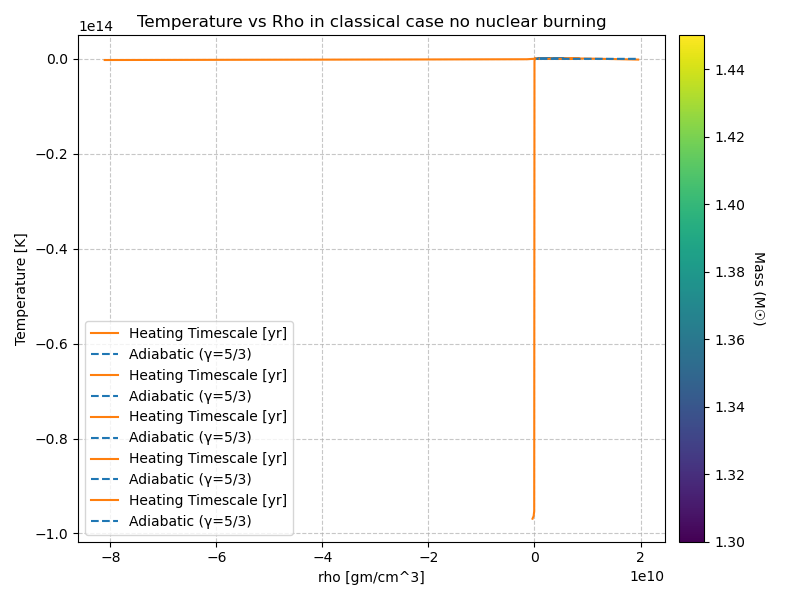 Temperature vs Rho in classical case no nuclear burning
1e14
0.0
−0.2
−0.4
−0.6
−0.8
−1.0
Temperature [K]
Heating Timescale [yr]
Adiabatic (γ=5/3)
Heating Timescale [yr]
Adiabatic (γ=5/3)
Heating Timescale [yr]
Adiabatic (γ=5/3)
Heating Timescale [yr]
Adiabatic (γ=5/3)
Heating Timescale [yr]
Adiabatic (γ=5/3)
−8
−6
−4
−2
0
2
1e10
rho [gm/cm^3]
1.44
1.42
1.40
1.38
1.36
1.34
1.32
1.30
Mass (M☉)